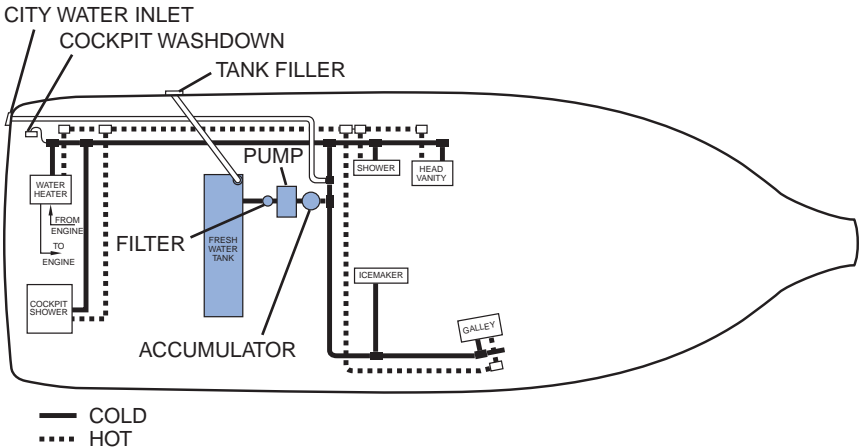 CITY WATER INLET
COCKPIT WASHDOWN
TANK FILLER
PUMP
SHOWER
HEAD
VANITY
WATER
HEATER
FROM
ENGINE
TO
ENGINE
FILTER
FRESH
WATER
TANK
ICEMAKER
COCKPIT
SHOWER
GALLEY
ACCUMULATOR
COLD
HOT